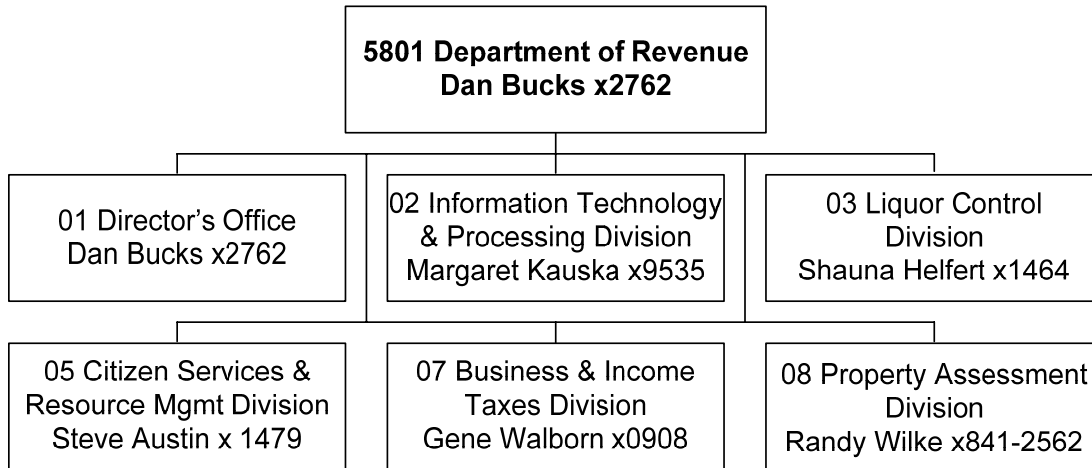 5801 Department of Revenue
Dan Bucks x2762
01 Director’s Office
Dan Bucks x2762
02 Information Technology
& Processing Division
Margaret Kauska x9535
03 Liquor Control
Division
Shauna Helfert x1464
05 Citizen Services &
Resource Mgmt Division
Steve Austin x 1479
07 Business & Income
Taxes Division
Gene Walborn x0908
08 Property Assessment
Division
Randy Wilke x841-2562